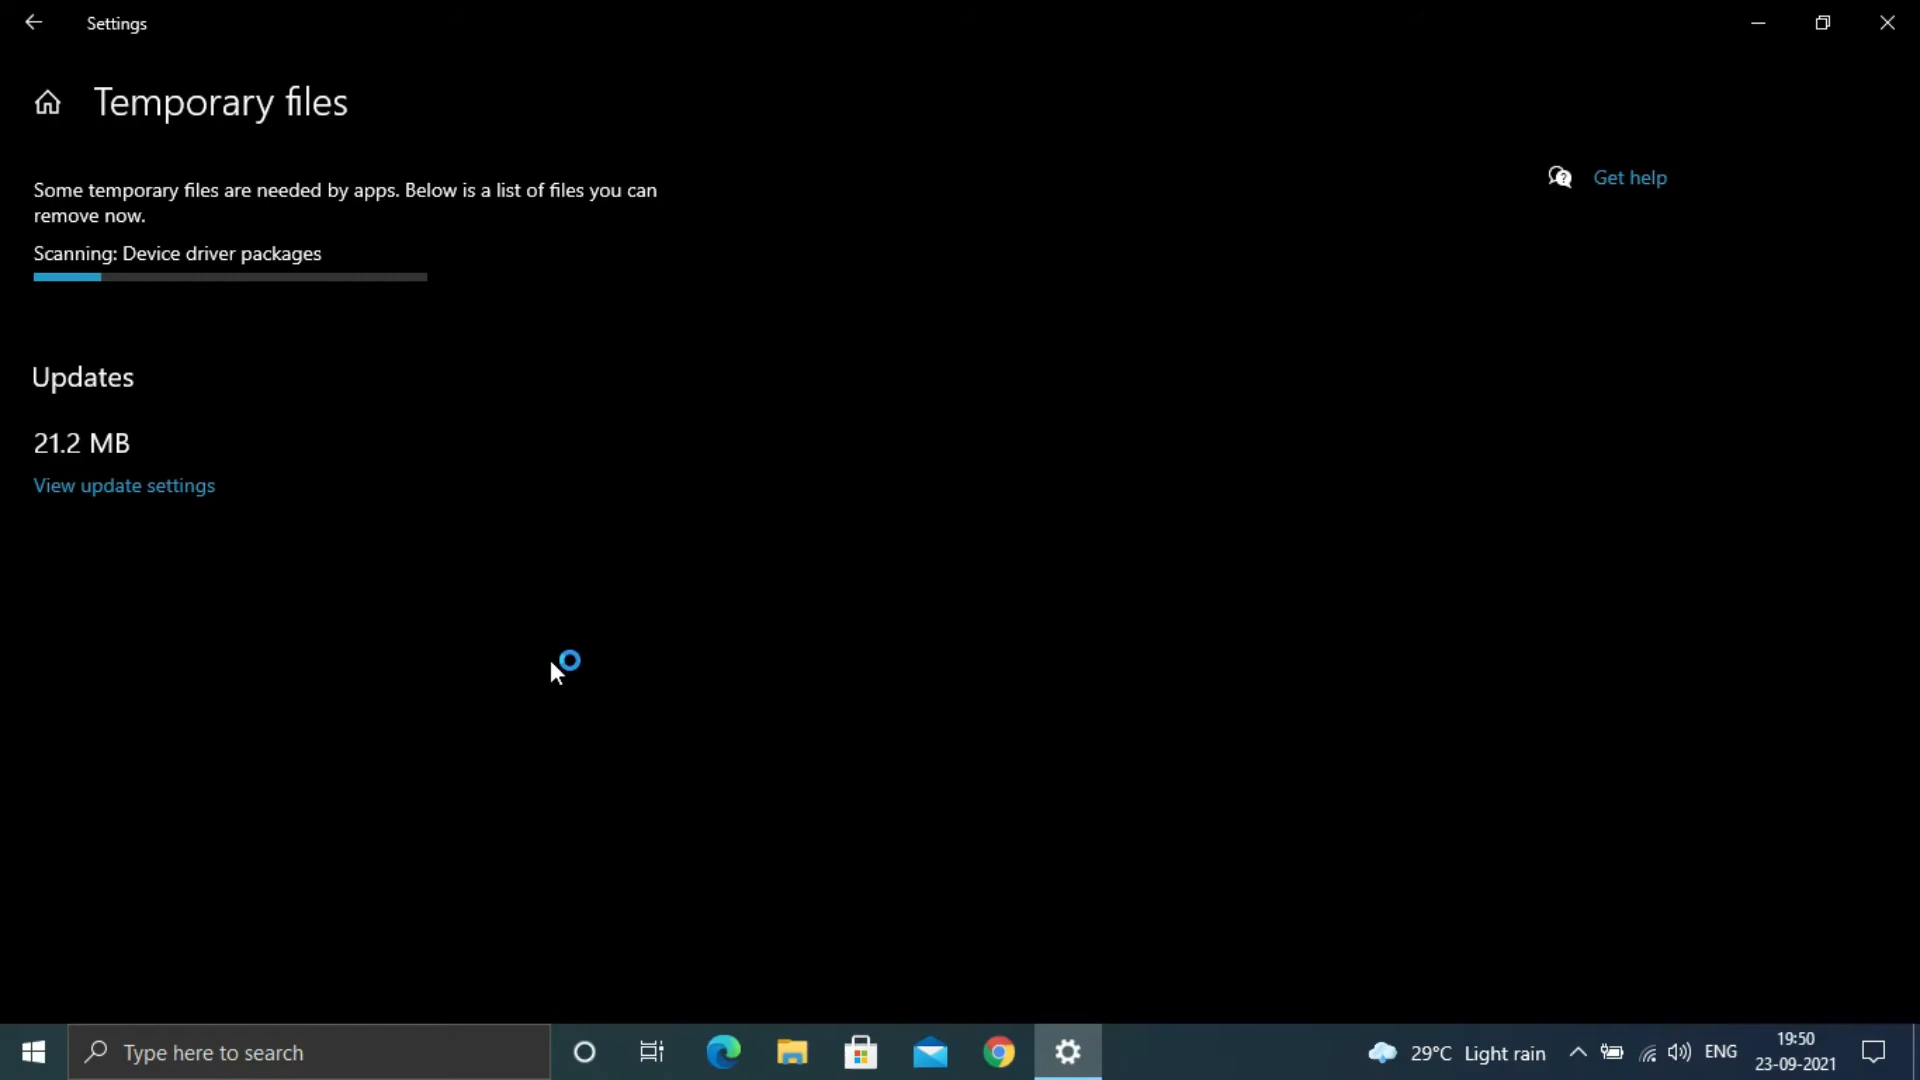 Settings
Temporary files
Some temporary files are needed by apps. Below is a list of files you can
remove now.
Get help
Scanning: Device driver packages
Updates
21.2 MB
View update settings
Type here to search
29°C Light rain
ENG
19:50
23-09-2021